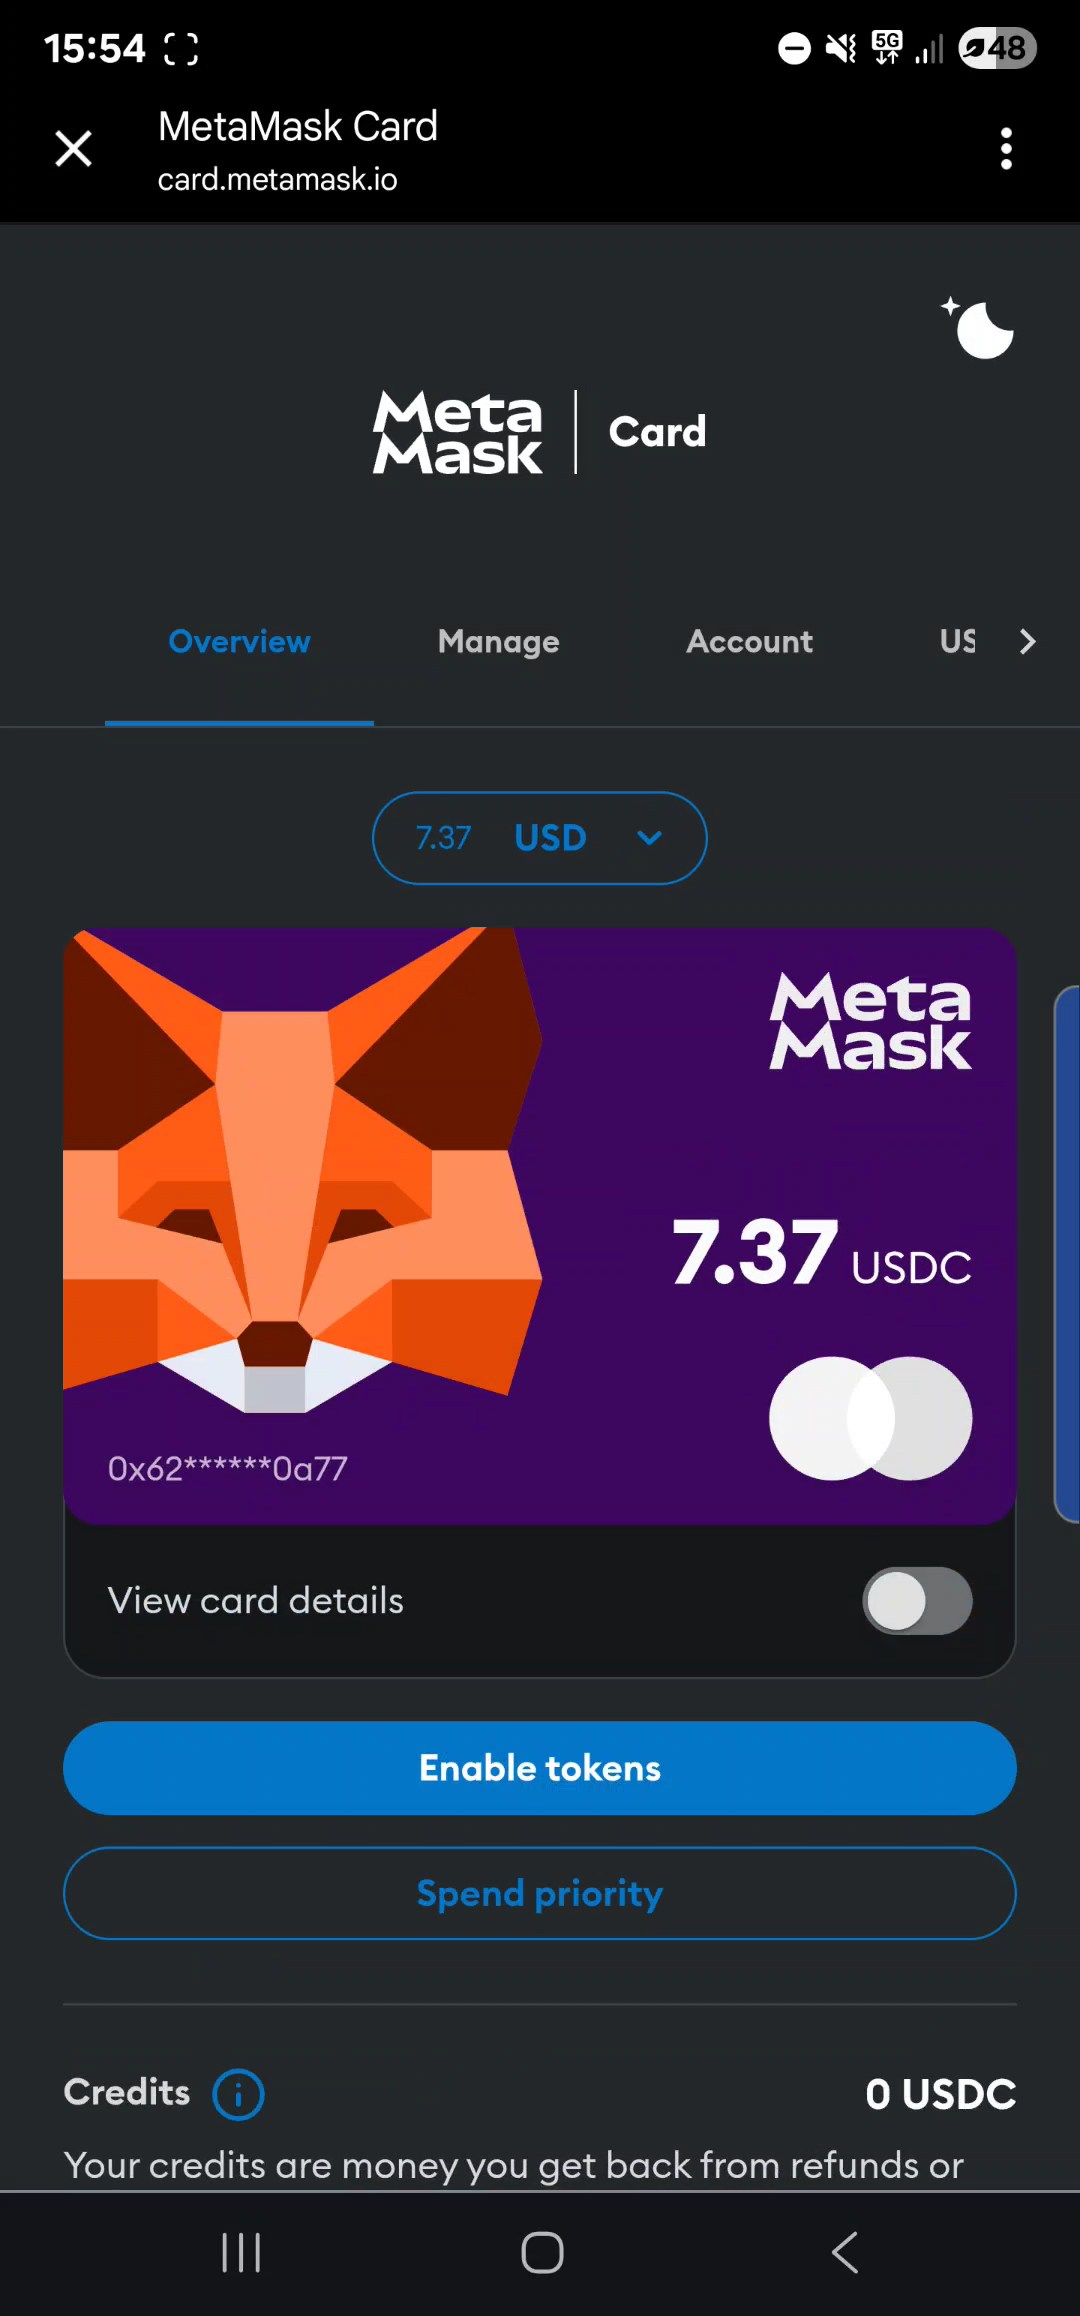 15:54
5G
48
MetaMask Card
card.metamask.io
Meta
Mask
Card
Overview
Manage
Account
US
7.37 USD
Meta
Mask
7.37 USDC
0x62******0a77
View card details
Enable tokens
Spend priority
Credits
0 USDC
Your credits are money you get back from refunds or